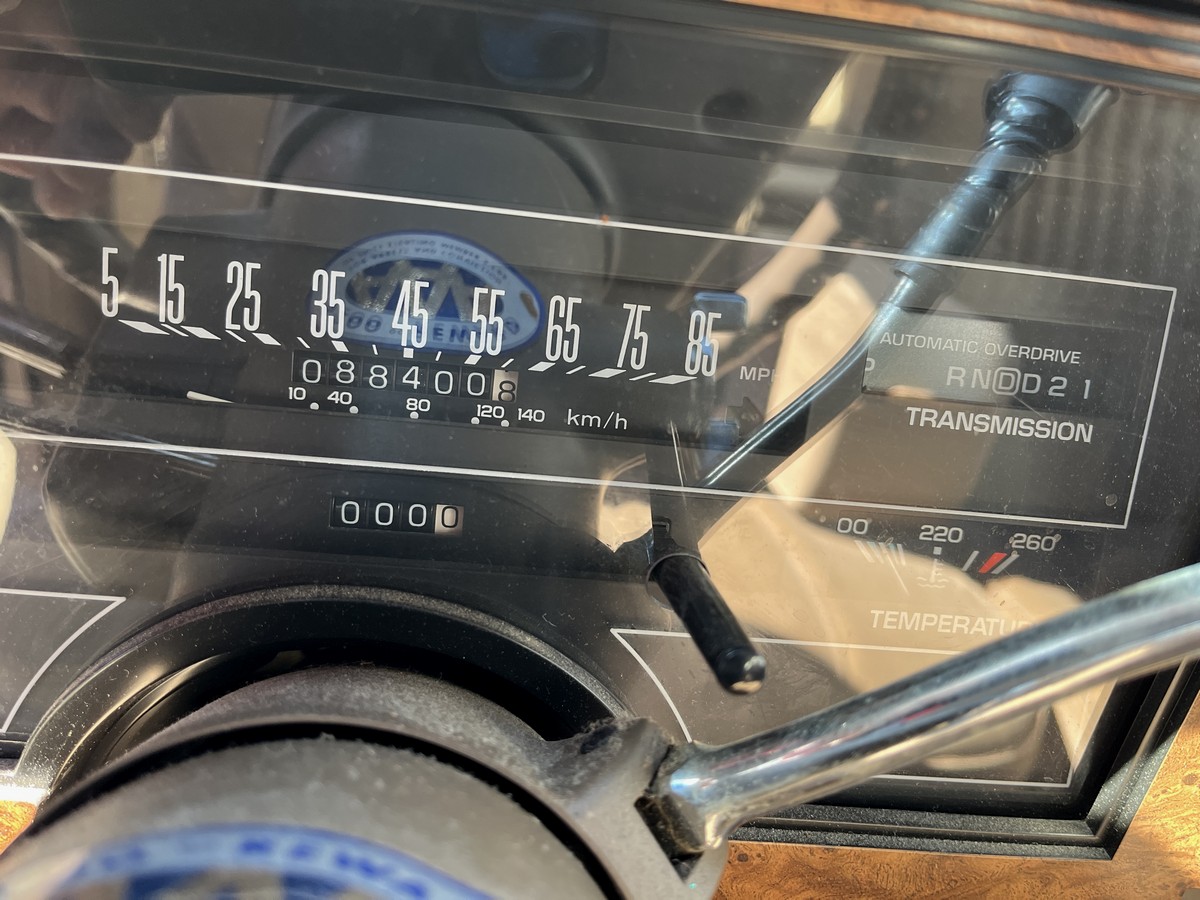 5 15 25 35 45 55 65 75 85
MPH
0884008
10 40 80 120 140 km/h
0000
AUTOMATIC OVERDRIVE
P R N D D 2 1
TRANSMISSION
00 220 260
TEMPERATU